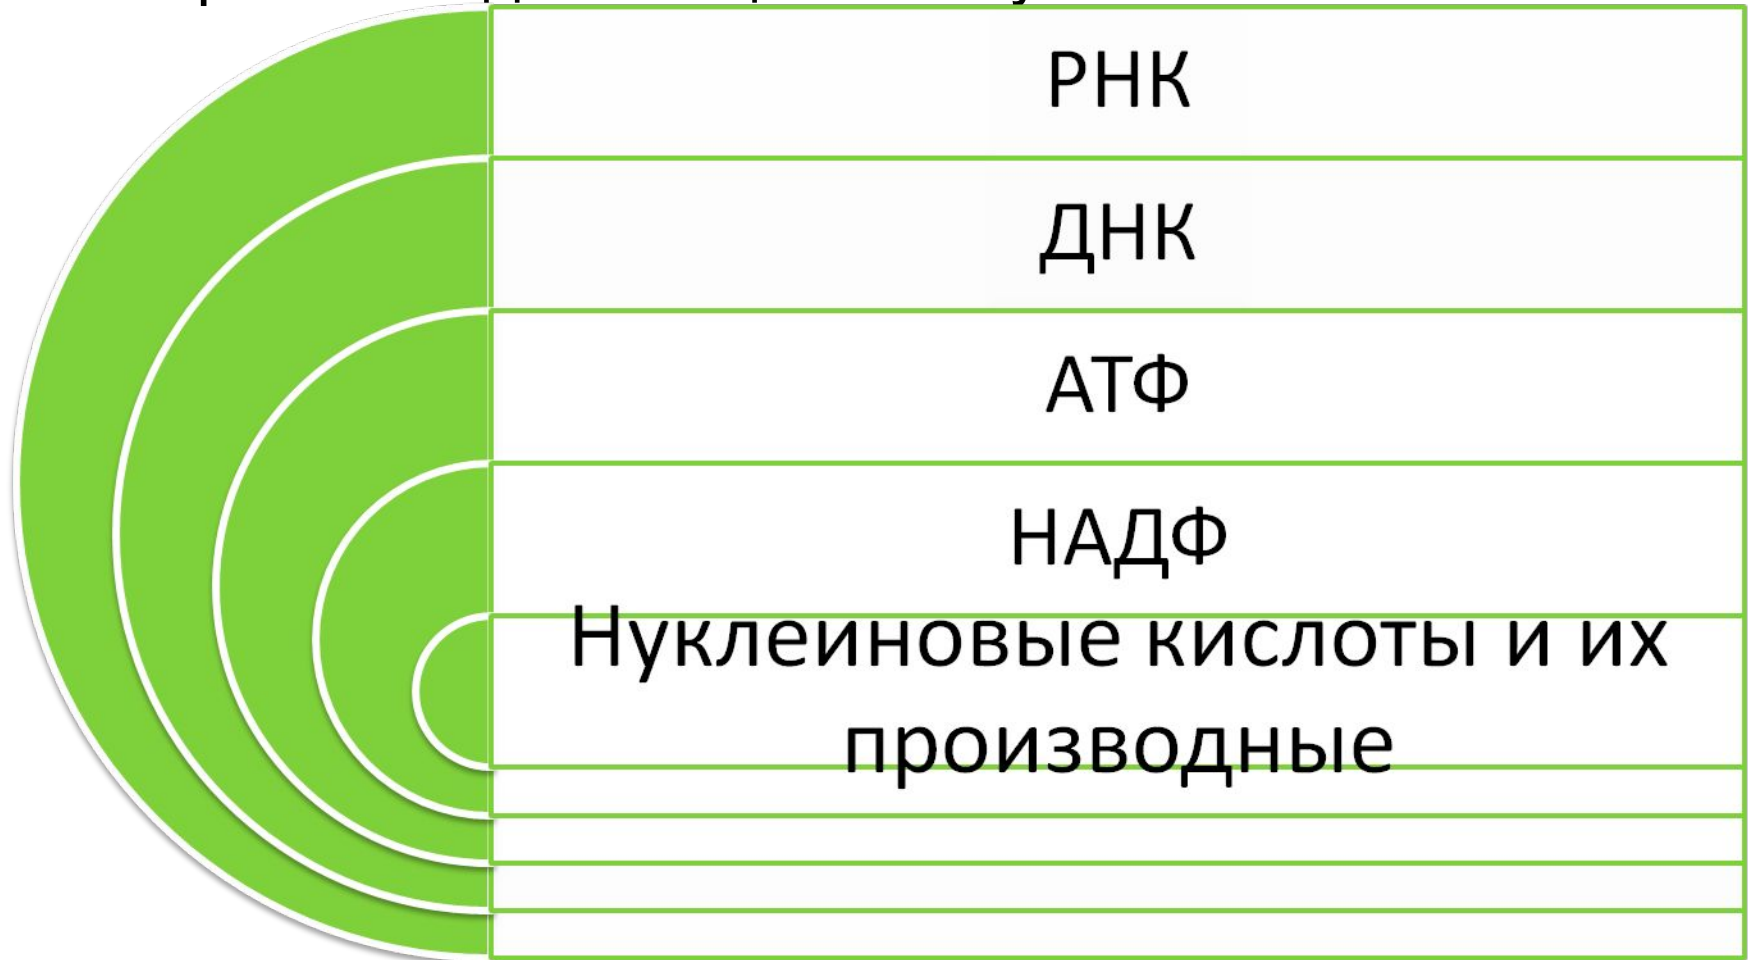 РНК
ДНК
АТФ
НАДФ
Нуклеиновые кислоты и их
производные